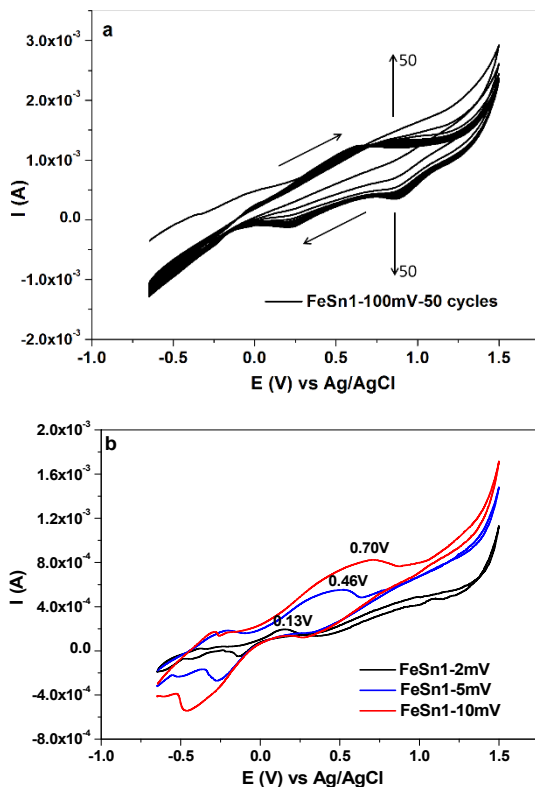 a
3.0x10⁻³
2.0x10⁻³
1.0x10⁻³
0.0
-1.0x10⁻³
-2.0x10⁻³
I (A)
50
50
FeSn1-100mV-50 cycles
-1.0 -0.5 0.0 0.5 1.0 1.5
E (V) vs Ag/AgCl
b
2.0x10⁻³
1.6x10⁻³
1.2x10⁻³
8.0x10⁻⁴
4.0x10⁻⁴
0.0
-4.0x10⁻⁴
-8.0x10⁻⁴
I (A)
0.70V
0.46V
0.13V
FeSn1-2mV
FeSn1-5mV
FeSn1-10mV
-1.0 -0.5 0.0 0.5 1.0 1.5
E (V) vs Ag/AgCl